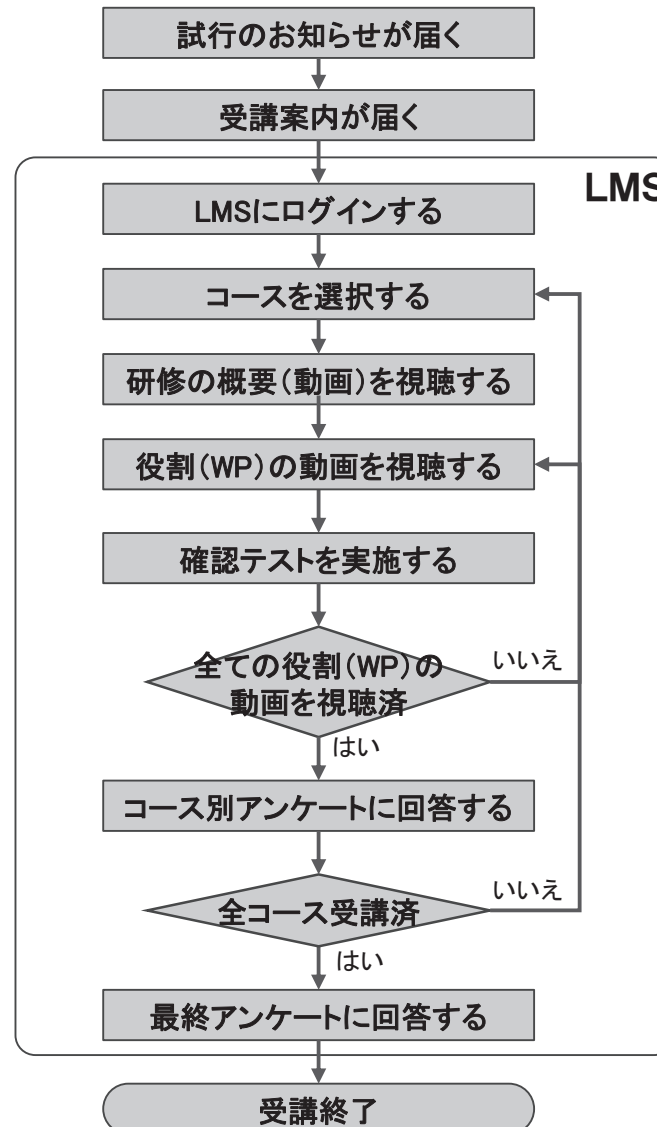 試行のお知らせが届く
受講案内が届く
LMS
LMSにログインする
コースを選択する
研修の概要(動画)を視聴する
役割(WP)の動画を視聴する
確認テストを実施する
全ての役割(WP)の
動画を視聴済
いいえ
はい
コース別アンケートに回答する
全コース受講済
いいえ
はい
最終アンケートに回答する
受講終了